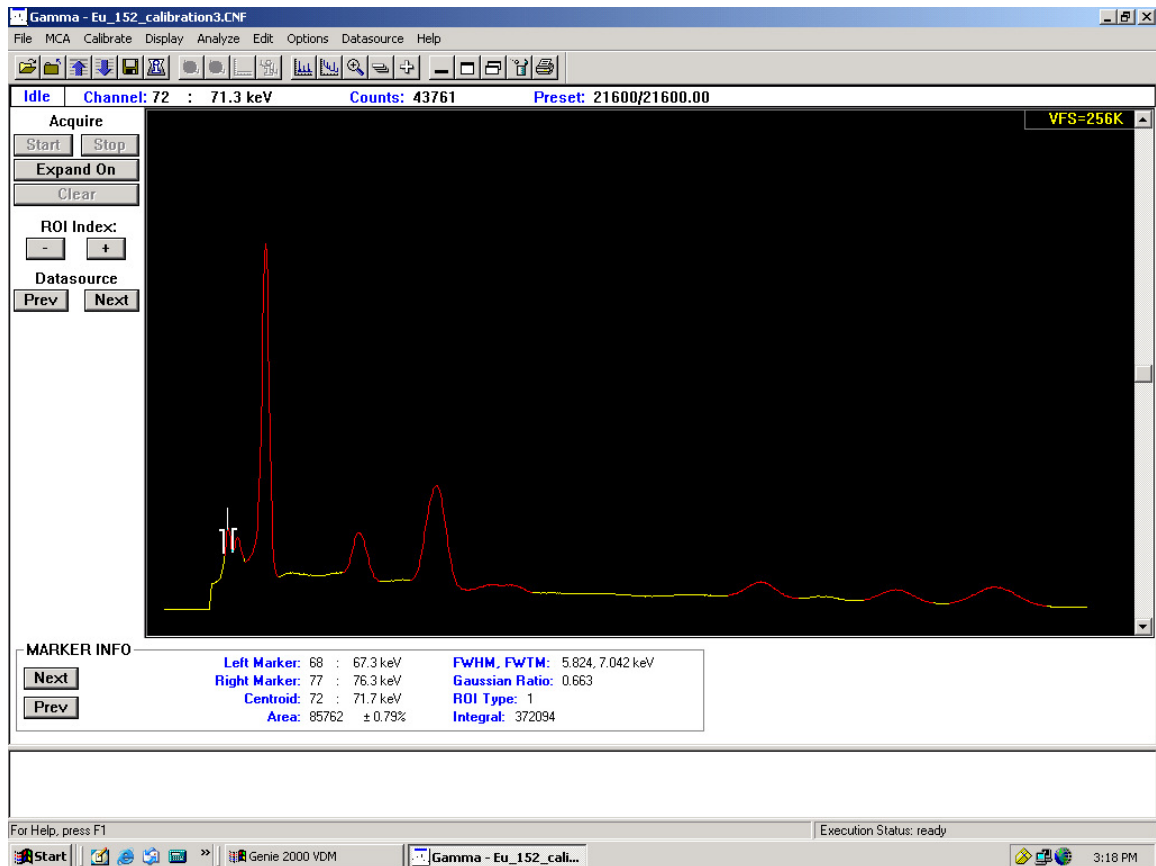 Gamma - Eu_152_calibration3.CNF
File MCA Calibrate Display Analyze Edit Options Datasource Help
Idle Channel: 72 : 71.3 keV Counts: 43761 Preset: 21600/21600.00
Acquire
VFS=256K
Start Stop
Expand On
Clear
ROI Index:
- +
Datasource
Prev Next
MARKER INFO
Left Marker: 68 : 67.3 keV FWHM, FWTM: 5.824, 7.042 keV
Next
Right Marker: 77 : 76.3 keV Gaussian Ratio: 0.663
Centroid: 72 : 71.7 keV ROI Type: 1
Prev
Area: 85762 ± 0.79% Integral: 372094
For Help, press F1
Execution Status: ready
Start » Genie 2000 VDM Gamma - Eu_152_cali... 3:18 PM